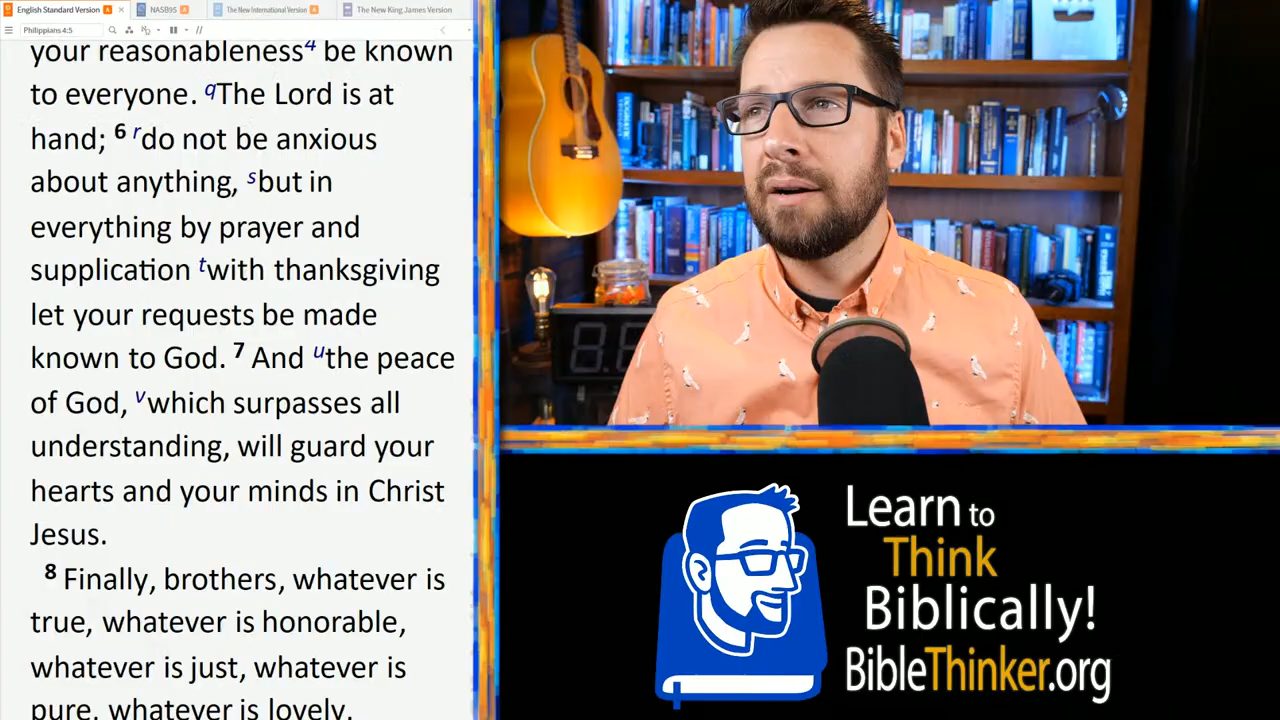 English Standard Version A
NASB95 A
The New International Version A
The New King James Version
Philippians 4:5
your reasonableness⁴ be known
to everyone. qThe Lord is at
hand; 6 rdo not be anxious
about anything, sbut in
everything by prayer and
supplication twith thanksgiving
let your requests be made
known to God. 7 And uthe peace
of God, vwhich surpasses all
understanding, will guard your
hearts and your minds in Christ
Jesus.
8 Finally, brothers, whatever is
true, whatever is honorable,
whatever is just, whatever is
pure, whatever is lovely,
Learn to
Think
Biblically!
BibleThinker.org